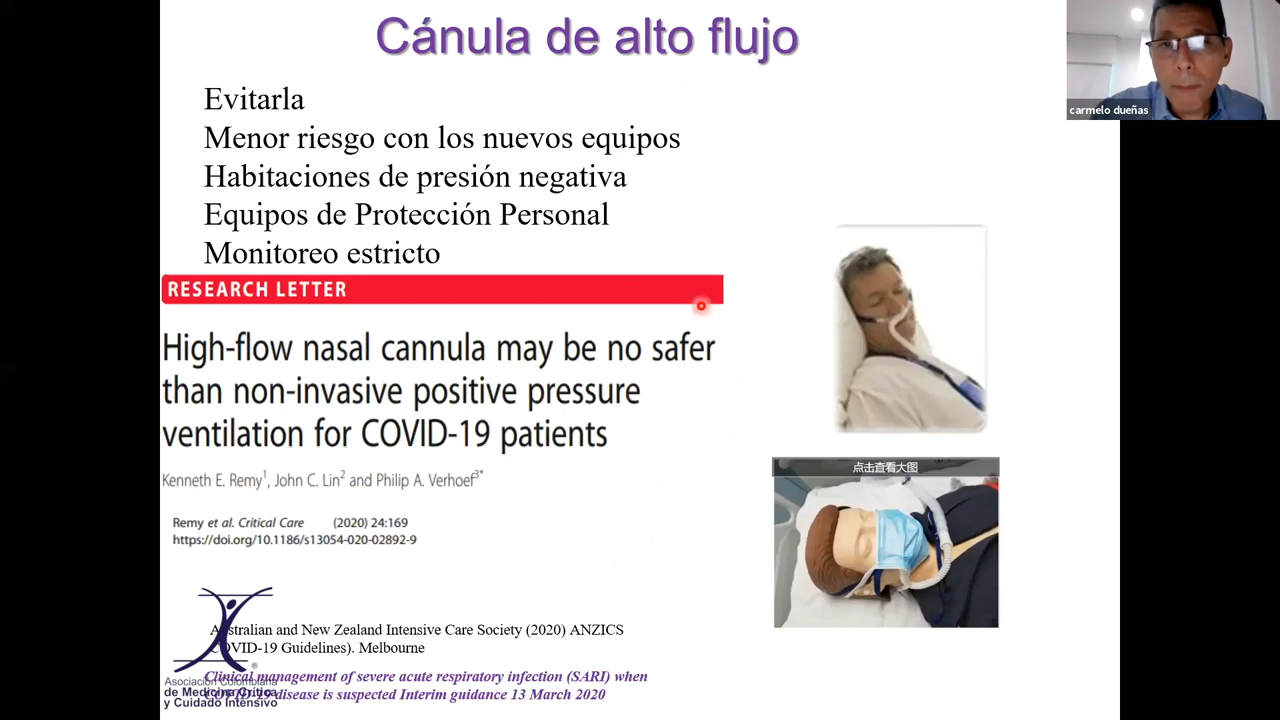 Cánula de alto flujo
carmelo dueñas
Evitarla
Menor riesgo con los nuevos equipos
Habitaciones de presión negativa
Equipos de Protección Personal
Monitoreo estricto
RESEARCH LETTER
High-flow nasal cannula may be no safer
than non-invasive positive pressure
ventilation for COVID-19 patients
Kenneth E. Remy1, John C. Lin2 and Philip A. Verhoef3*
Remy et al. Critical Care (2020) 24:169
https://doi.org/10.1186/s13054-020-02892-9
点击查看大图
Australian and New Zealand Intensive Care Society (2020) ANZICS
COVID-19 Guidelines). Melbourne
Clinical management of severe acute respiratory infection (SARI) when
COVID-19 disease is suspected Interim guidance 13 March 2020
®
Asociación Colombiana
de Medicina Crítica
y Cuidado Intensivo